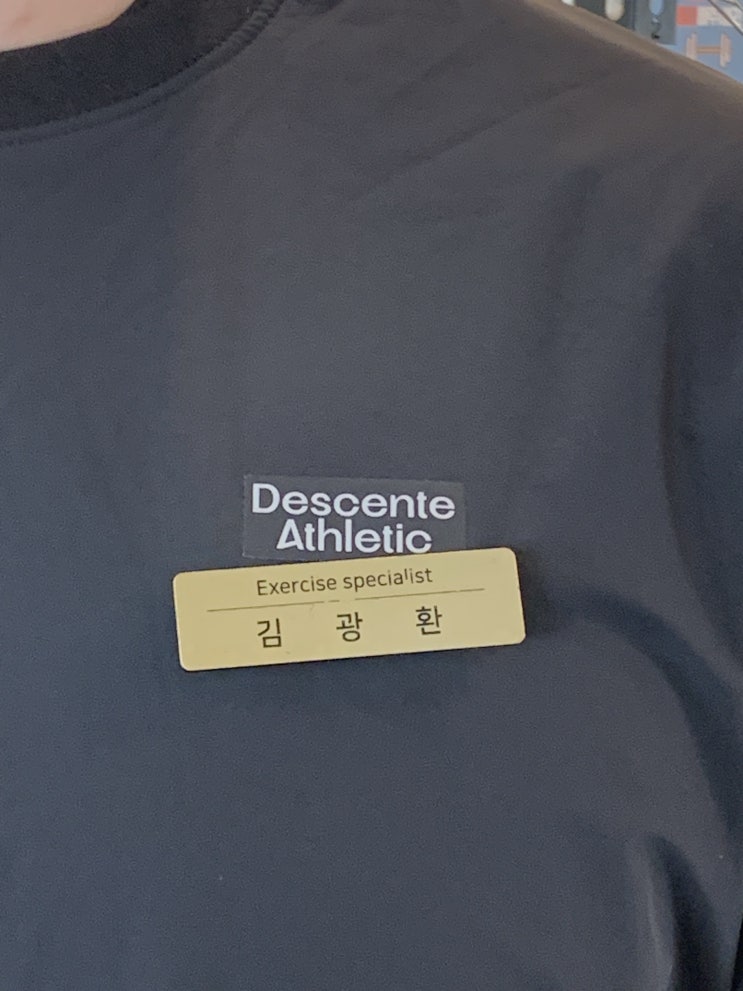 Descente
Athletic
Exercise specialist
김 광 환